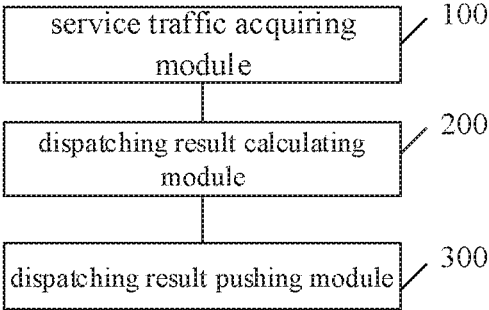 service traffic acquiring
module
100
dispatching result calculating
module
200
dispatching result pushing module
300